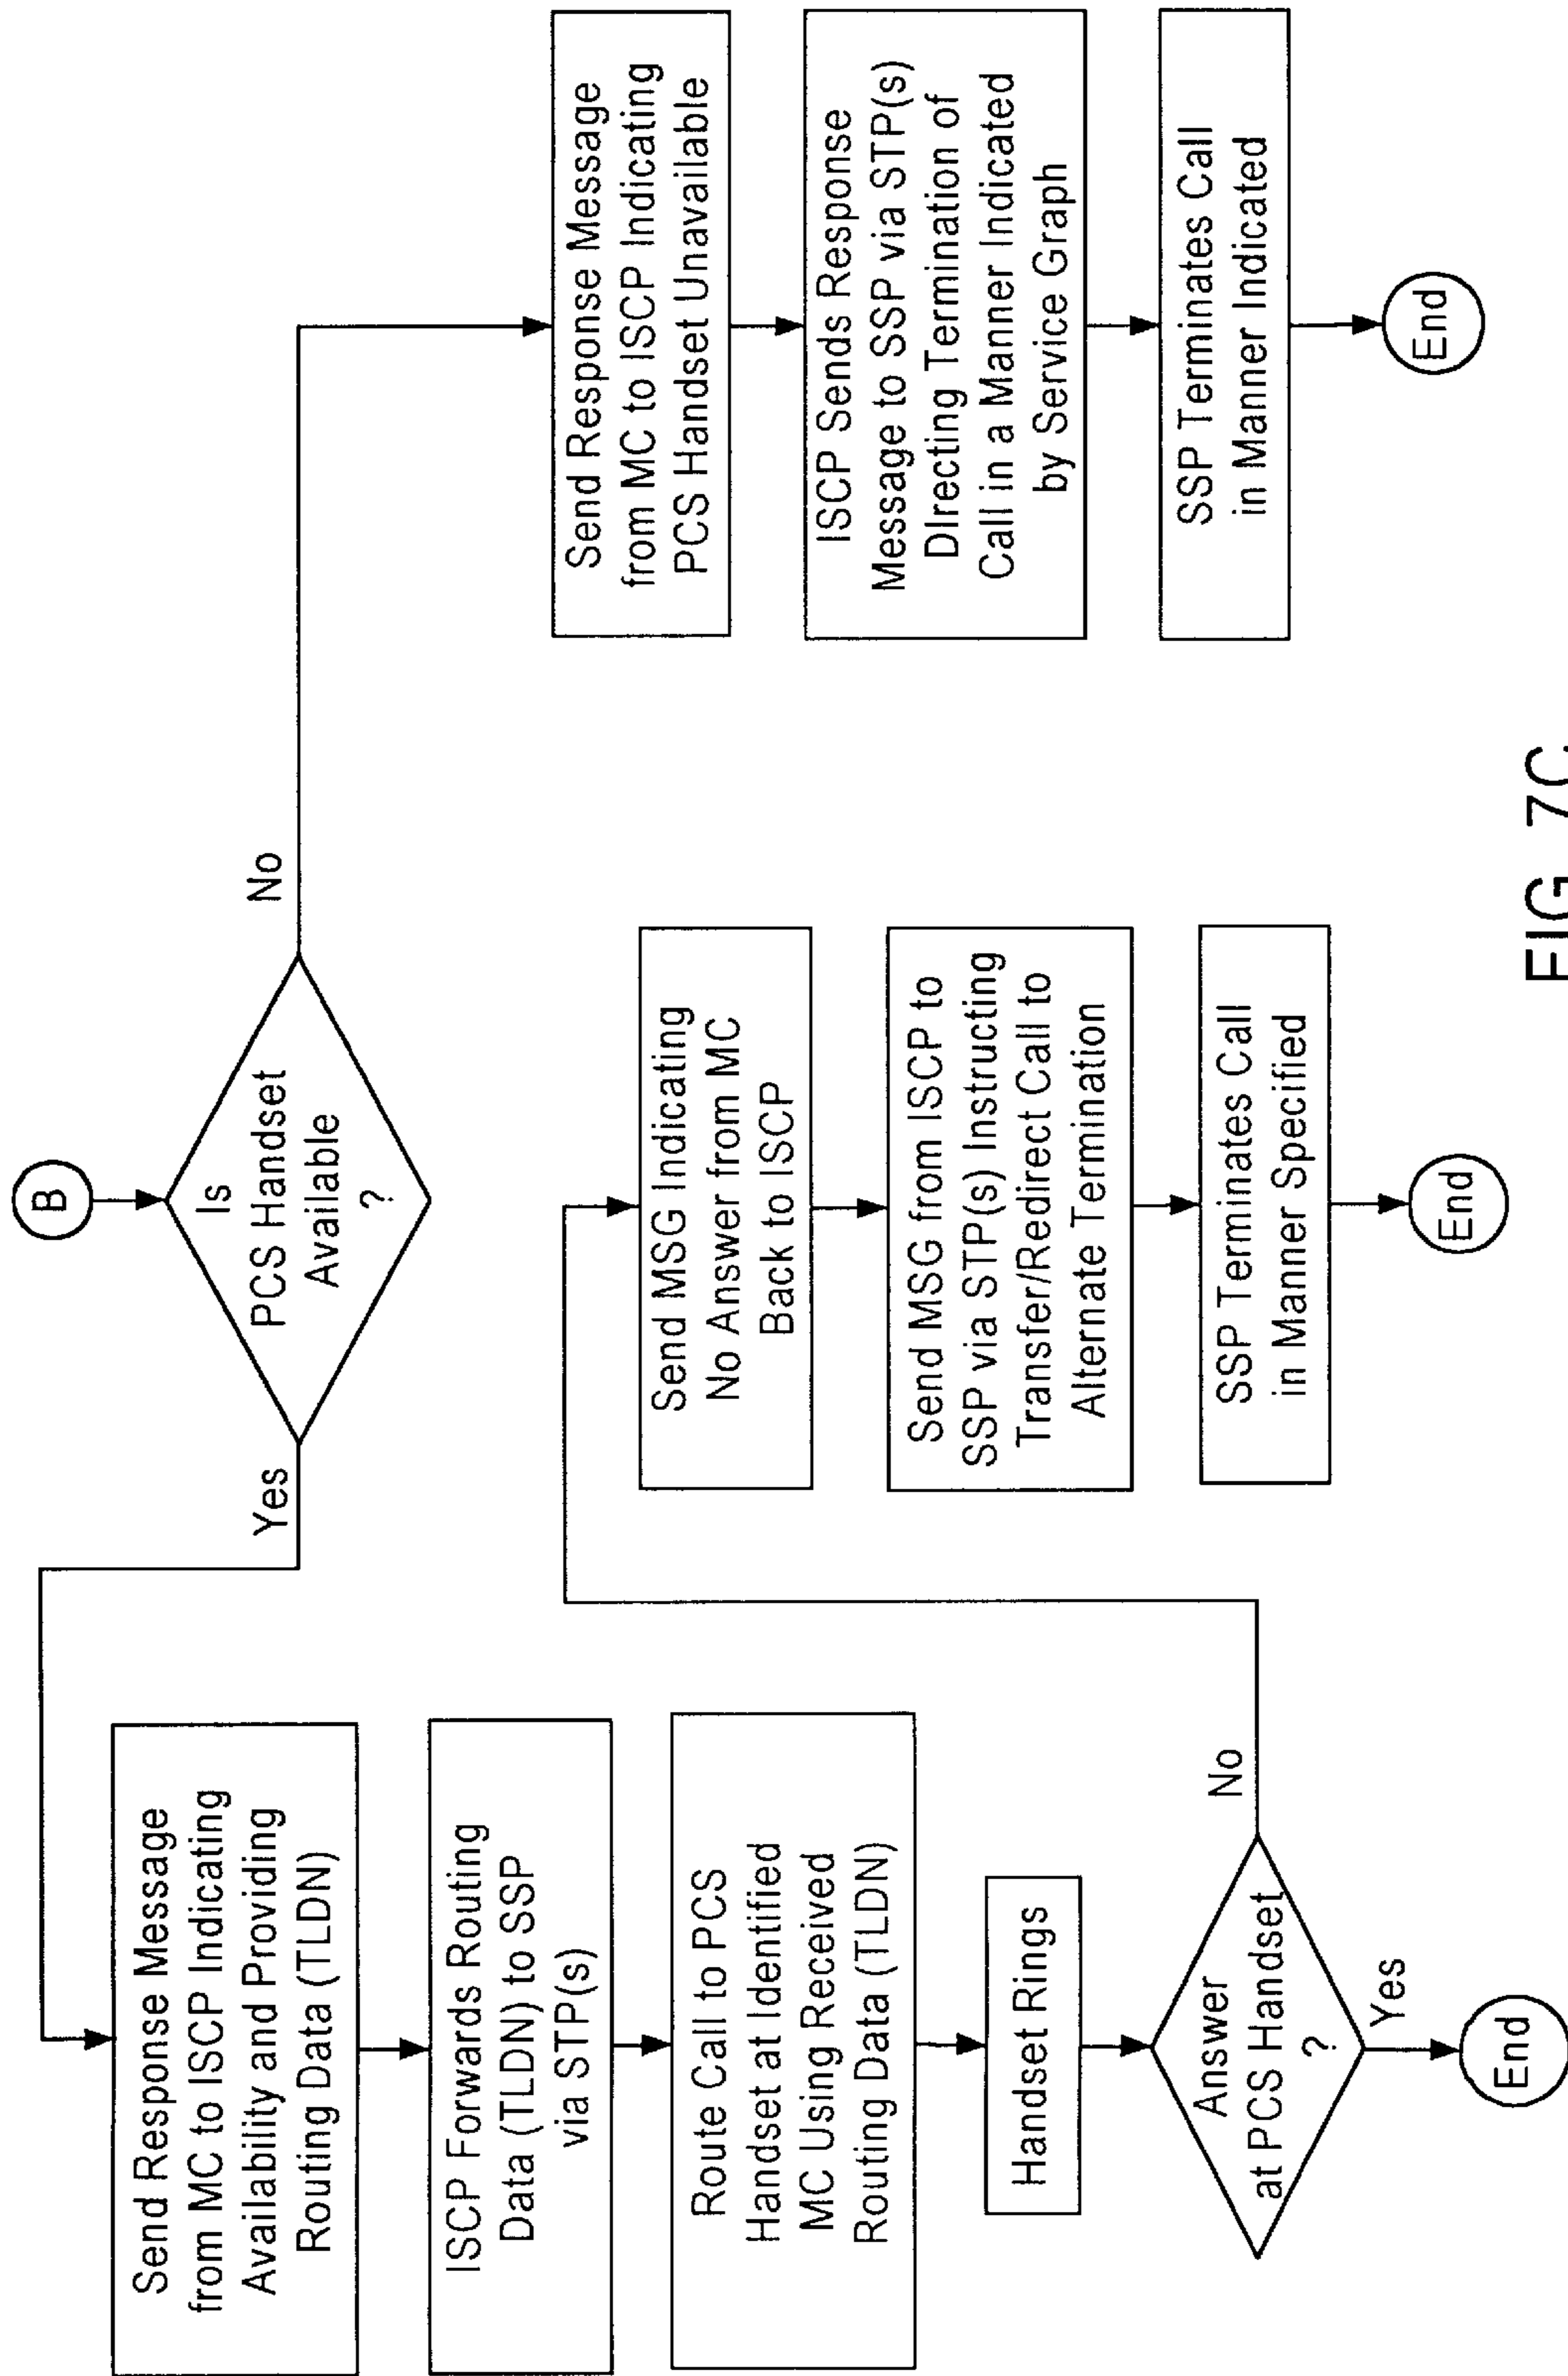 B
Is
PCS Handset
Available
?
Yes
No
Send Response Message
from MC to ISCP Indicating
Availability and Providing
Routing Data (TLDN)
ISCP Forwards Routing
Data (TLDN) to SSP
via STP(s)
Route Call to PCS
Handset at Identified
MC Using Received
Routing Data (TLDN)
Handset Rings
Answer
at PCS Handset
?
No
Yes
End
Send MSG Indicating
No Answer from MC
Back to ISCP
Send MSG from ISCP to
SSP via STP(s) Instructing
Transfer/Redirect Call to
Alternate Termination
SSP Terminates Call
in Manner Specified
End
Send Response Message
from MC to ISCP Indicating
PCS Handset Unavailable
ISCP Sends Response
Message to SSP via STP(s)
DIrecting Termination of
Call in a Manner Indicated
by Service Graph
SSP Terminates Call
in Manner Indicated
End
FIG. 7C